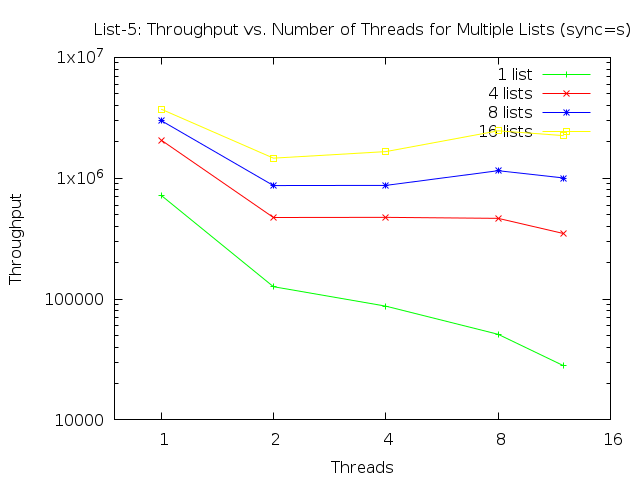 List-5: Throughput vs. Number of Threads for Multiple Lists (sync=s)
1x10^7
1x10^6
100000
10000
Throughput
1 list
4 lists
8 lists
16 lists
1 2 4 8 16
Threads